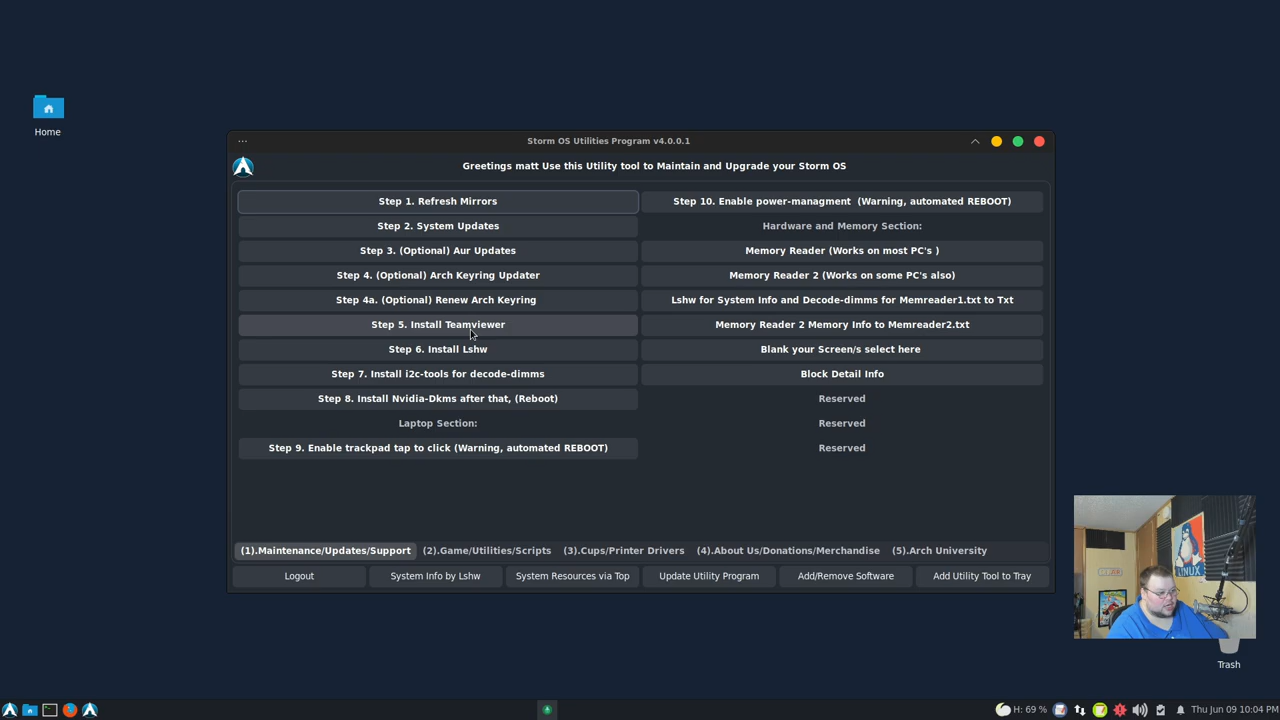 Home
Storm OS Utilities Program v4.0.0.1
Greetings matt Use this Utility tool to Maintain and Upgrade your Storm OS
Step 1. Refresh Mirrors
Step 2. System Updates
Step 3. (Optional) Aur Updates
Step 4. (Optional) Arch Keyring Updater
Step 4a. (Optional) Renew Arch Keyring
Step 5. Install Teamviewer
Step 6. Install Lshw
Step 7. Install i2c-tools for decode-dimms
Step 8. Install Nvidia-Dkms after that, (Reboot)
Laptop Section:
Step 9. Enable trackpad tap to click (Warning, automated REBOOT)
Step 10. Enable power-managment  (Warning, automated REBOOT)
Hardware and Memory Section:
Memory Reader (Works on most PC's )
Memory Reader 2 (Works on some PC's also)
Lshw for System Info and Decode-dimms for Memreader1.txt to Txt
Memory Reader 2 Memory Info to Memreader2.txt
Blank your Screen/s select here
Block Detail Info
Reserved
Reserved
Reserved
(1).Maintenance/Updates/Support (2).Game/Utilities/Scripts (3).Cups/Printer Drivers (4).About Us/Donations/Merchandise (5).Arch University
Logout System Info by Lshw System Resources via Top Update Utility Program Add/Remove Software Add Utility Tool to Tray
LINUX
Trash
H: 69 % Thu Jun 09 10:04 PM